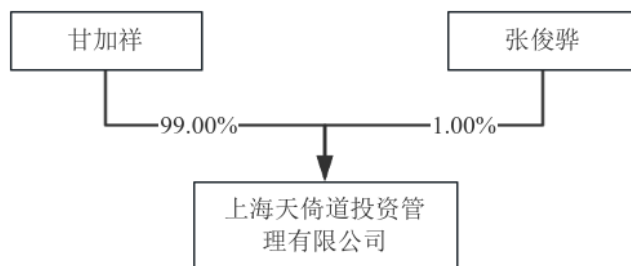 甘加祥
张俊骅
99.00%
1.00%
上海天倚道投资管
理有限公司